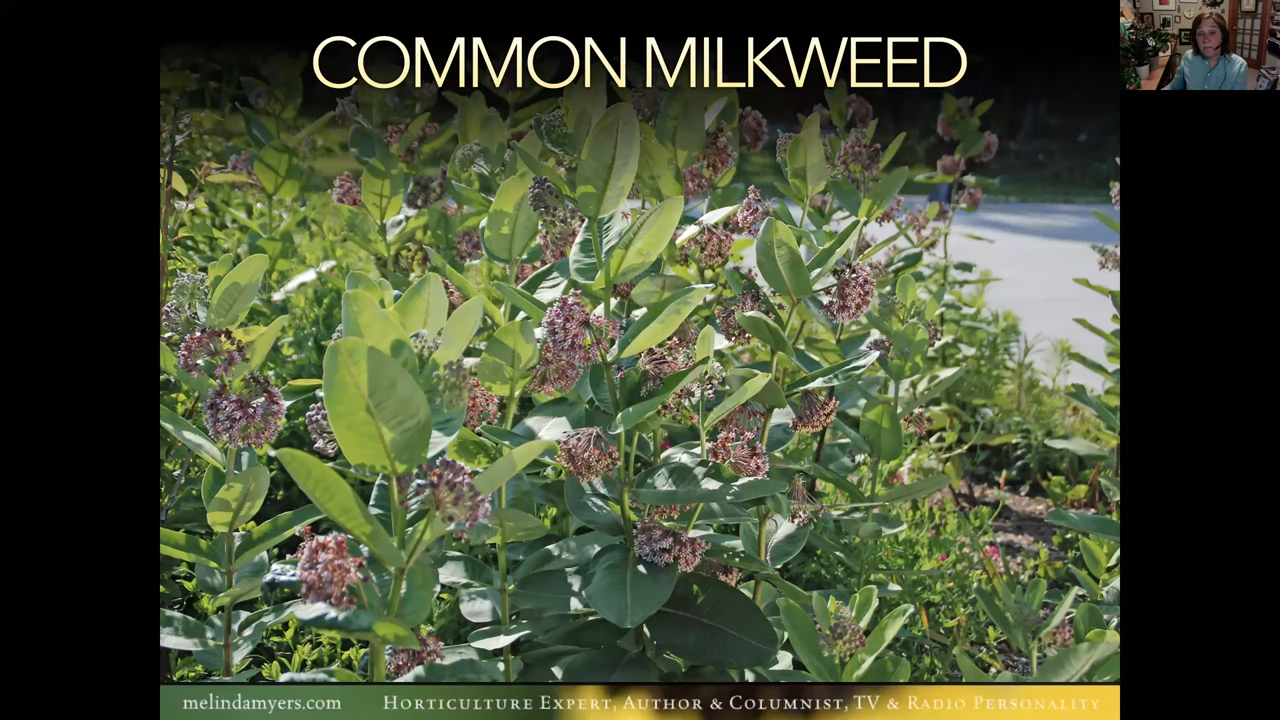 COMMON MILKWEED
melindamyers.com HORTICULTURE EXPERT, AUTHOR & COLUMNIST, TV & RADIO PERSONALITY